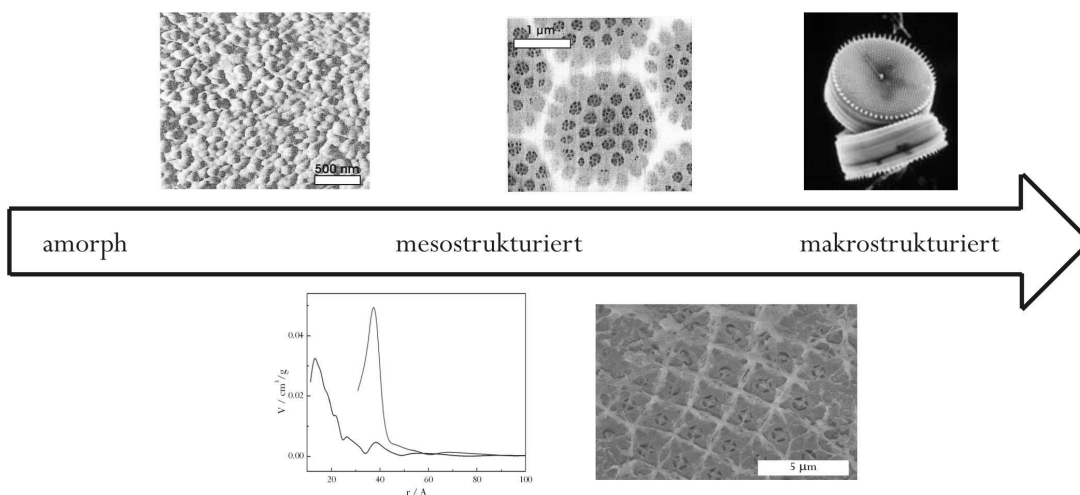 500 nm
1 μm
amorph
mesostrukturiert
makrostrukturiert
V / cm³/g
0.04
0.02
0.00
20
40
60
80
100
r / A
5 μm